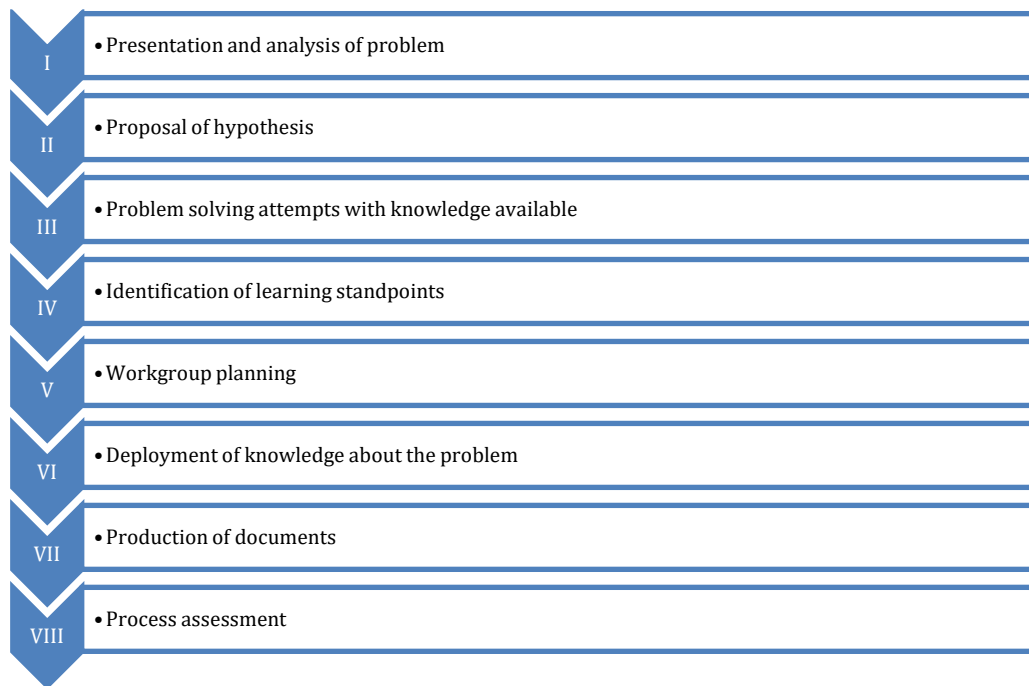 I
• Presentation and analysis of problem
II
• Proposal of hypothesis
III
• Problem solving attempts with knowledge available
IV
• Identification of learning standpoints
V
• Workgroup planning
VI
• Deployment of knowledge about the problem
VII
• Production of documents
VIII
• Process assessment